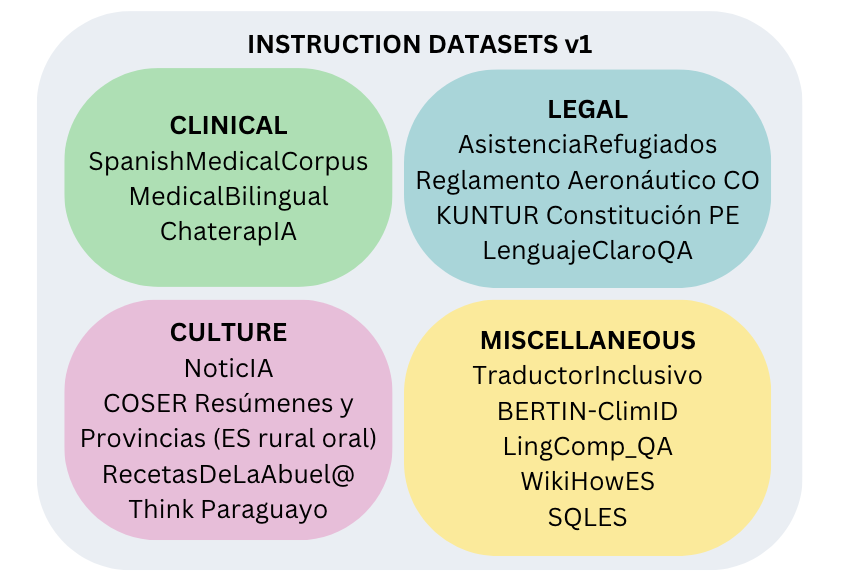 INSTRUCTION DATASETS v1
CLINICAL
SpanishMedicalCorpus
MedicalBilingual
ChaterapIA
LEGAL
AsistenciaRefugiados
Reglamento Aeronáutico CO
KUNTUR Constitución PE
LenguajeClaroQA
CULTURE
NoticIA
COSER Resúmenes y
Provincias (ES rural oral)
RecetasDeLaAbuel@
Think Paraguayo
MISCELLANEOUS
TraductorInclusivo
BERTIN-ClimID
LingComp_QA
WikiHowES
SQLES